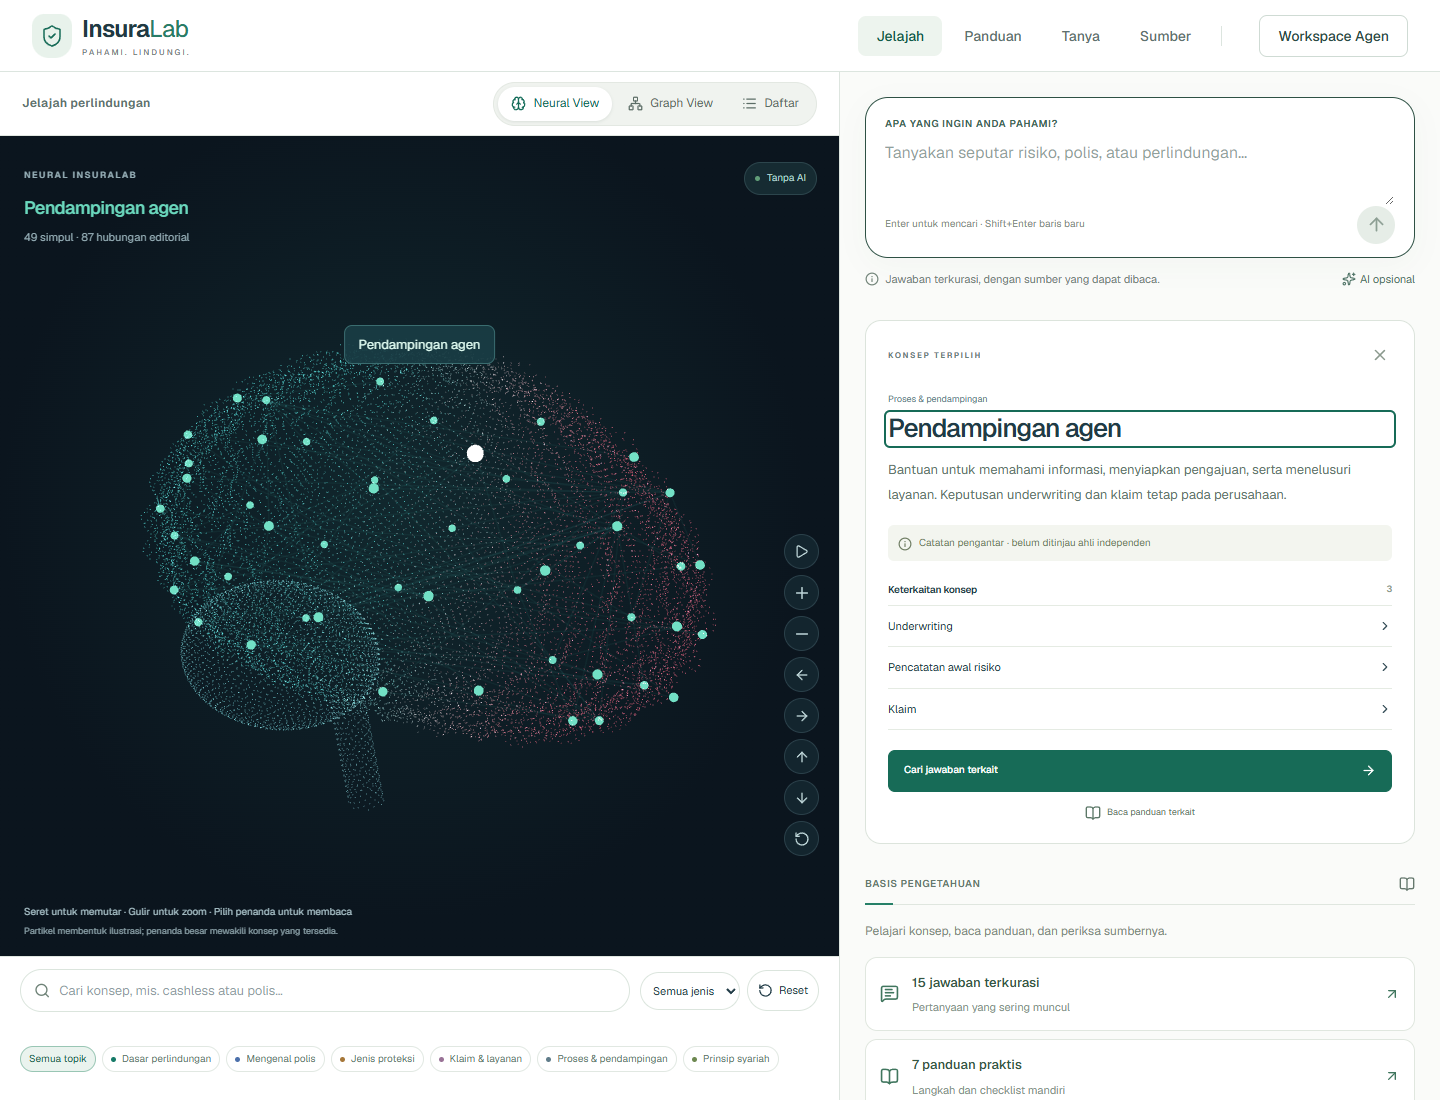 InsuraLab
PAHAMI. LINDUNGI.
Jelajah
Panduan
Tanya
Sumber
Workspace Agen
Jelajah perlindungan
Neural View
Graph View
Daftar
NEURAL INSURALAB
Pendampingan agen
49 simpul · 87 hubungan editorial
Tanpa AI
Pendampingan agen
Seret untuk memutar · Gulir untuk zoom · Pilih penanda untuk membaca
Partikel membentuk ilustrasi; penanda besar mewakili konsep yang tersedia.
Cari konsep, mis. cashless atau polis...
Semua jenis
Reset
Semua topik
Dasar perlindungan
Mengenal polis
Jenis proteksi
Klaim & layanan
Proses & pendampingan
Prinsip syariah
APA YANG INGIN ANDA PAHAMI?
Tanyakan seputar risiko, polis, atau perlindungan...
Enter untuk mencari · Shift+Enter baris baru
Jawaban terkurasi, dengan sumber yang dapat dibaca.
AI opsional
KONSEP TERPILIH
Proses & pendampingan
Pendampingan agen
Bantuan untuk memahami informasi, menyiapkan pengajuan, serta menelusuri
layanan. Keputusan underwriting dan klaim tetap pada perusahaan.
Catatan pengantar · belum ditinjau ahli independen
Keterkaitan konsep
3
Underwriting
Pencatatan awal risiko
Klaim
Cari jawaban terkait
Baca panduan terkait
BASIS PENGETAHUAN
Pelajari konsep, baca panduan, dan periksa sumbernya.
15 jawaban terkurasi
Pertanyaan yang sering muncul
7 panduan praktis
Langkah dan checklist mandiri